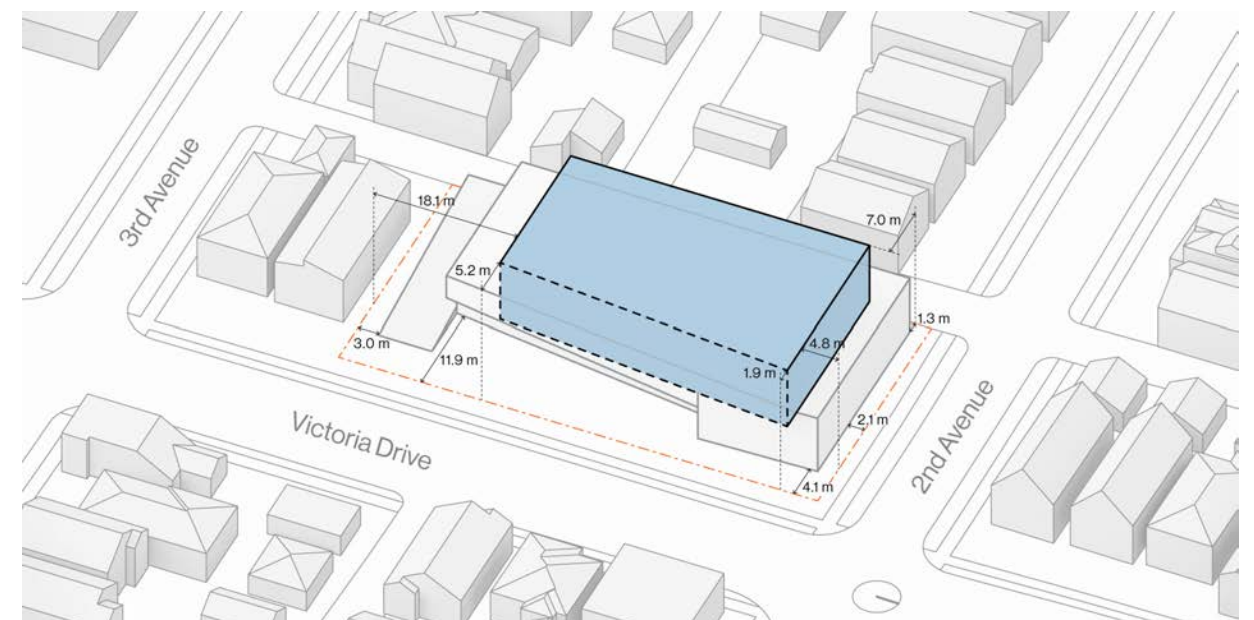 3rd Avenue
18.1 m
7.0 m
5.2 m
1.3 m
3.0 m
4.8 m
11.9 m
1.9 m
2.1 m
Victoria Drive
2nd Avenue
4.1 m